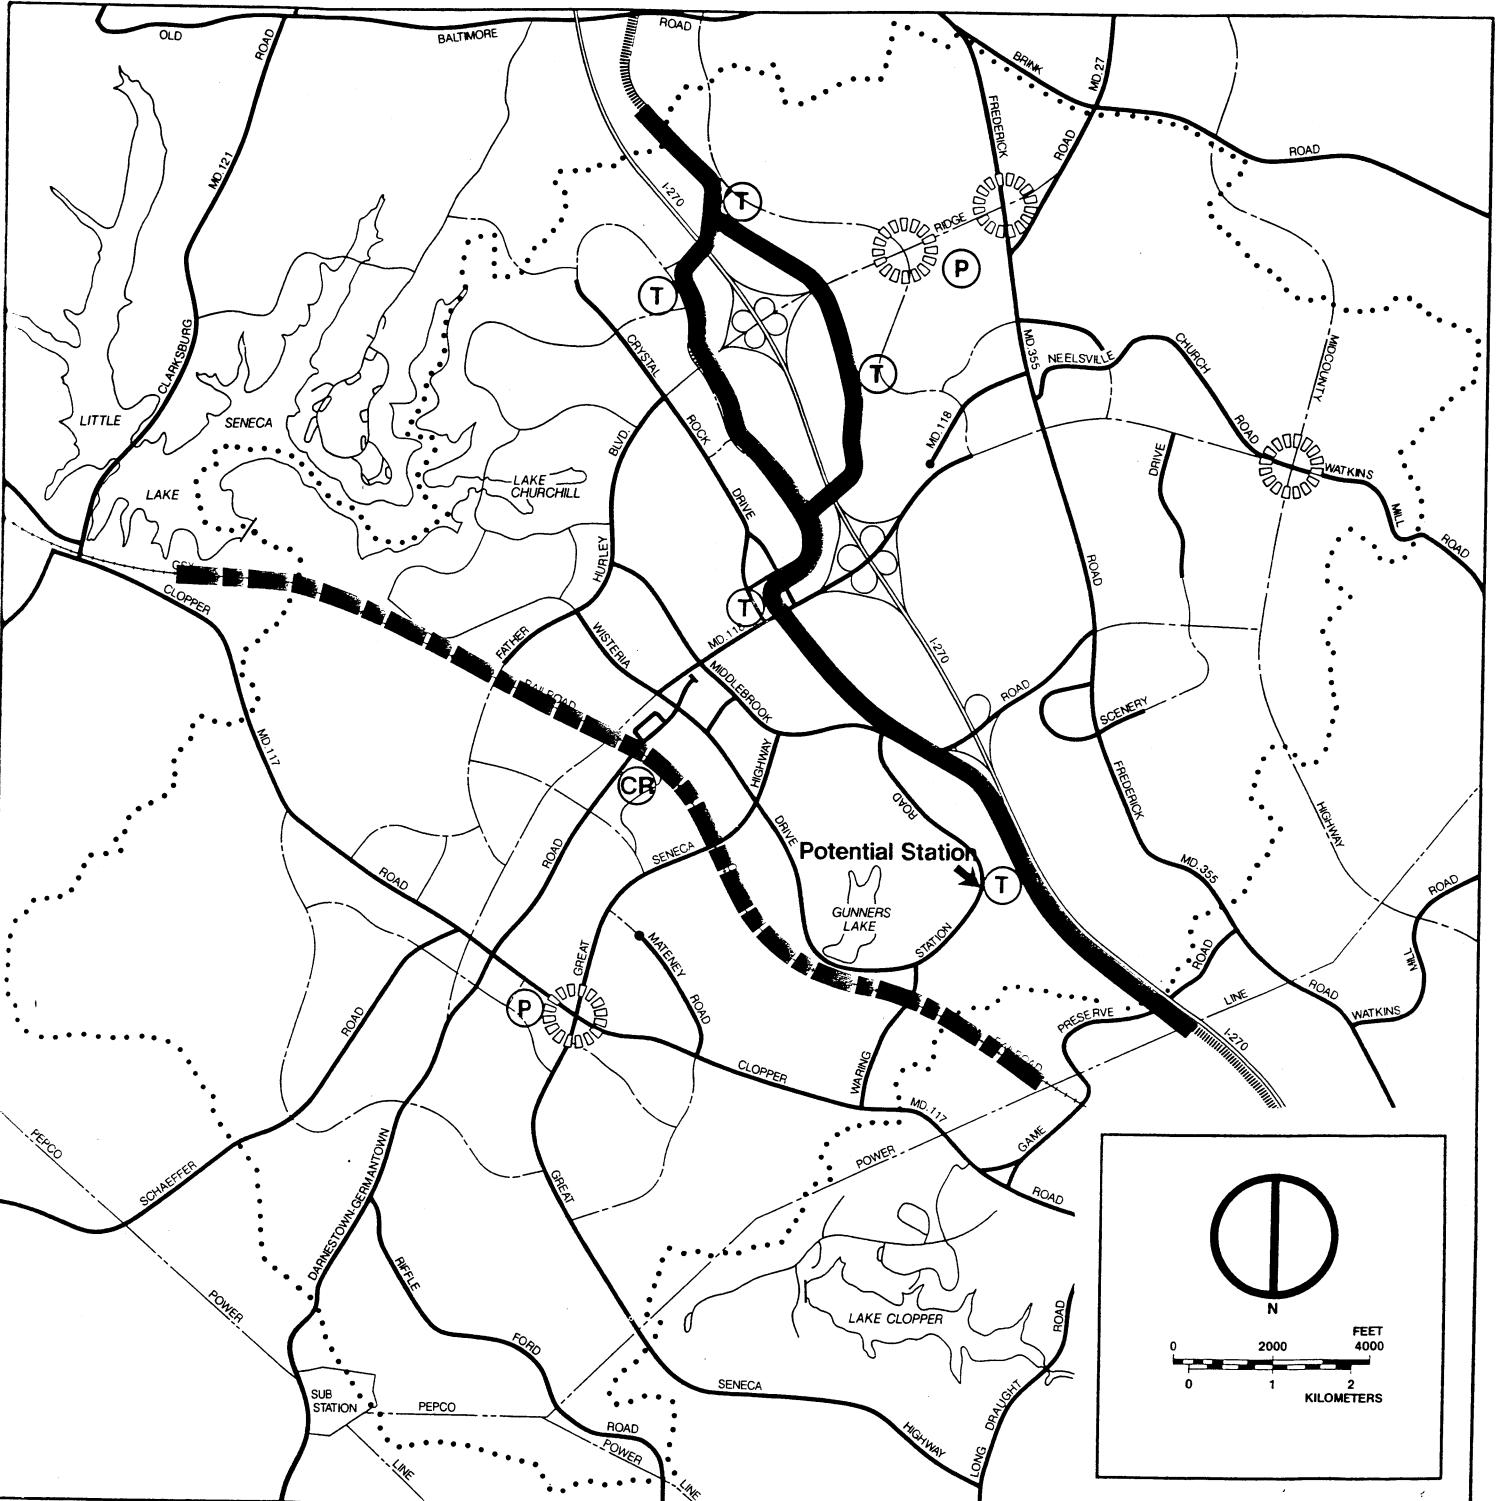 OLD
ROAD
BALTIMORE
ROAD
BRINK
MD.27
FREDERICK
ROAD
ROAD
MD.121
I-270
T
RIDGE
P
T
CLARKSBURG
CRYSTAL
MD.355
NEELSVILLE
CHURCH
MIDCOUNTY
T
LITTLE
SENECA
LAKE
BLVD.
ROCK
MD.118
DRIVE
ROAD
WATKINS
LAKE
CHURCHILL
DRIVE
MILL
ROAD
HURLEY
ROAD
CLOPPER
T
MD.118
FATHER
WISTERIA
I-270
RAILROAD
MIDDLEBROOK
ROAD
SCENERY
MD.117
CR
HIGHWAY
ROAD
FREDERICK
HIGHWAY
DRIVE
Potential Station
T
SENECA
ROAD
ROAD
MD.355
ROAD
GUNNERS
LAKE
STATION
GREAT
MATENEY
ROAD
ROAD
MILL
P
ROAD
LINE
ROAD
WATKINS
PRESERVE
I-270
CLOPPER
WARING
MD.117
GAME
PEPCO
POWER
ROAD
SCHAEFFER
DARNESTOWN-GERMANTOWN
GREAT
RIFFLE
POWER
LAKE CLOPPER
ROAD
FORD
SENECA
DRAUGHT
SUB
STATION
PEPCO
ROAD
HIGHWAY
LONG
POWER
LINE
LINE
N
FEET
0 2000 4000
0 1 2
KILOMETERS